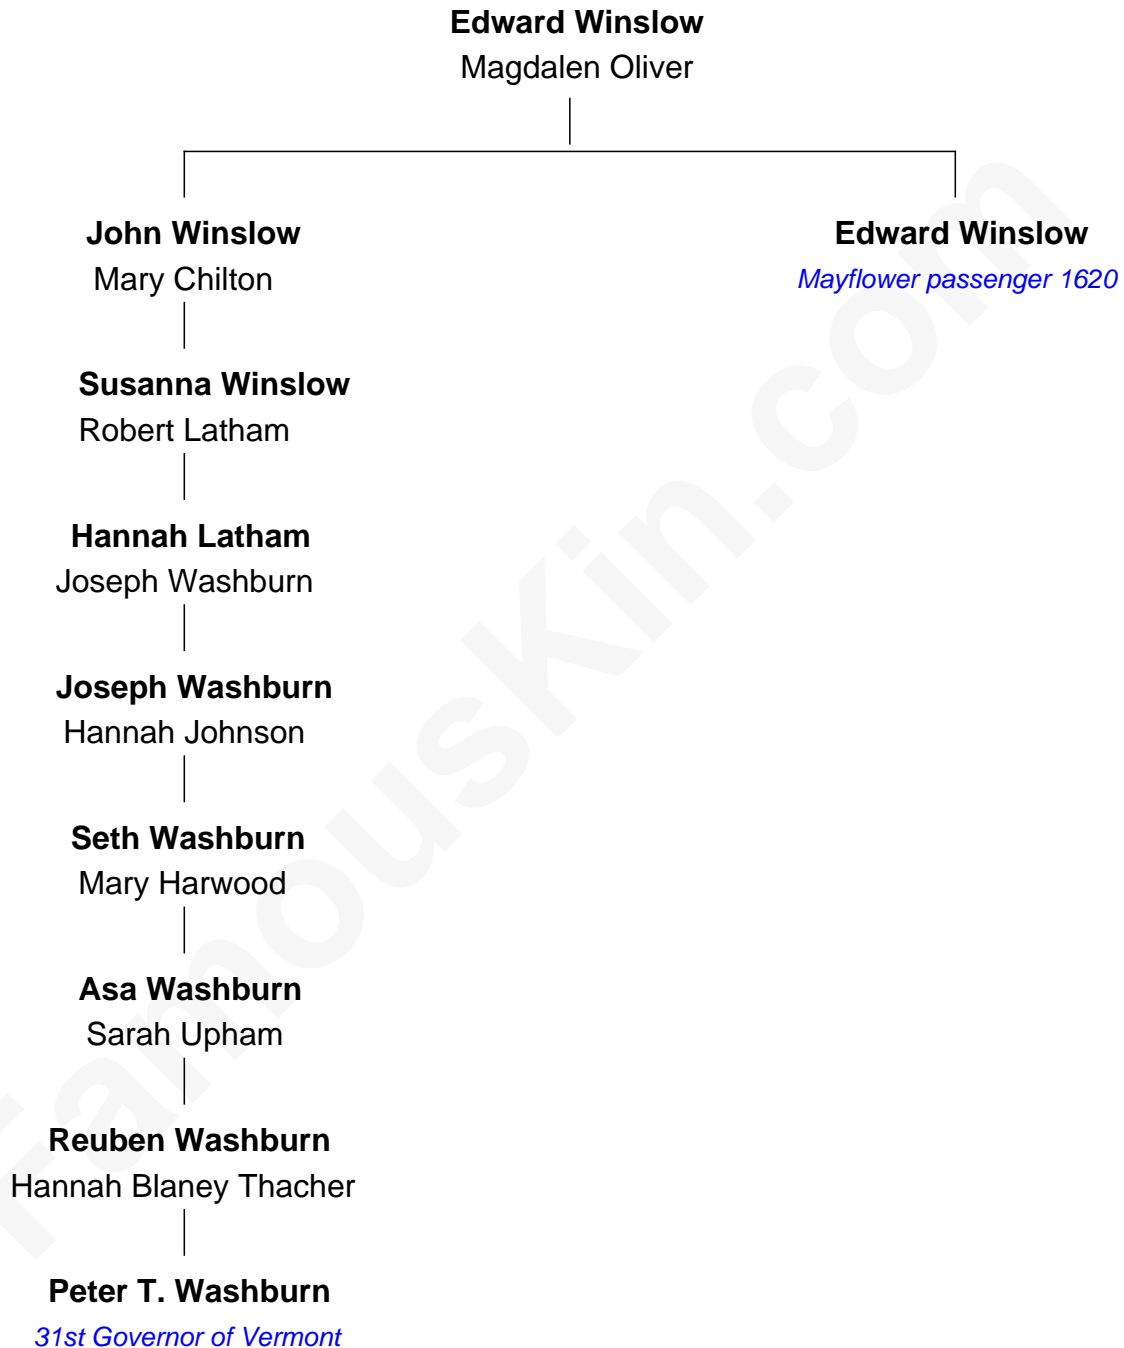 Edward Winslow
Magdalen Oliver
John Winslow
Mary Chilton
Edward Winslow
Mayflower passenger 1620
Susanna Winslow
Robert Latham
Hannah Latham
Joseph Washburn
Joseph Washburn
Hannah Johnson
Seth Washburn
Mary Harwood
Asa Washburn
Sarah Upham
Reuben Washburn
Hannah Blaney Thacher
Peter T. Washburn
31st Governor of Vermont
FamousKin.com